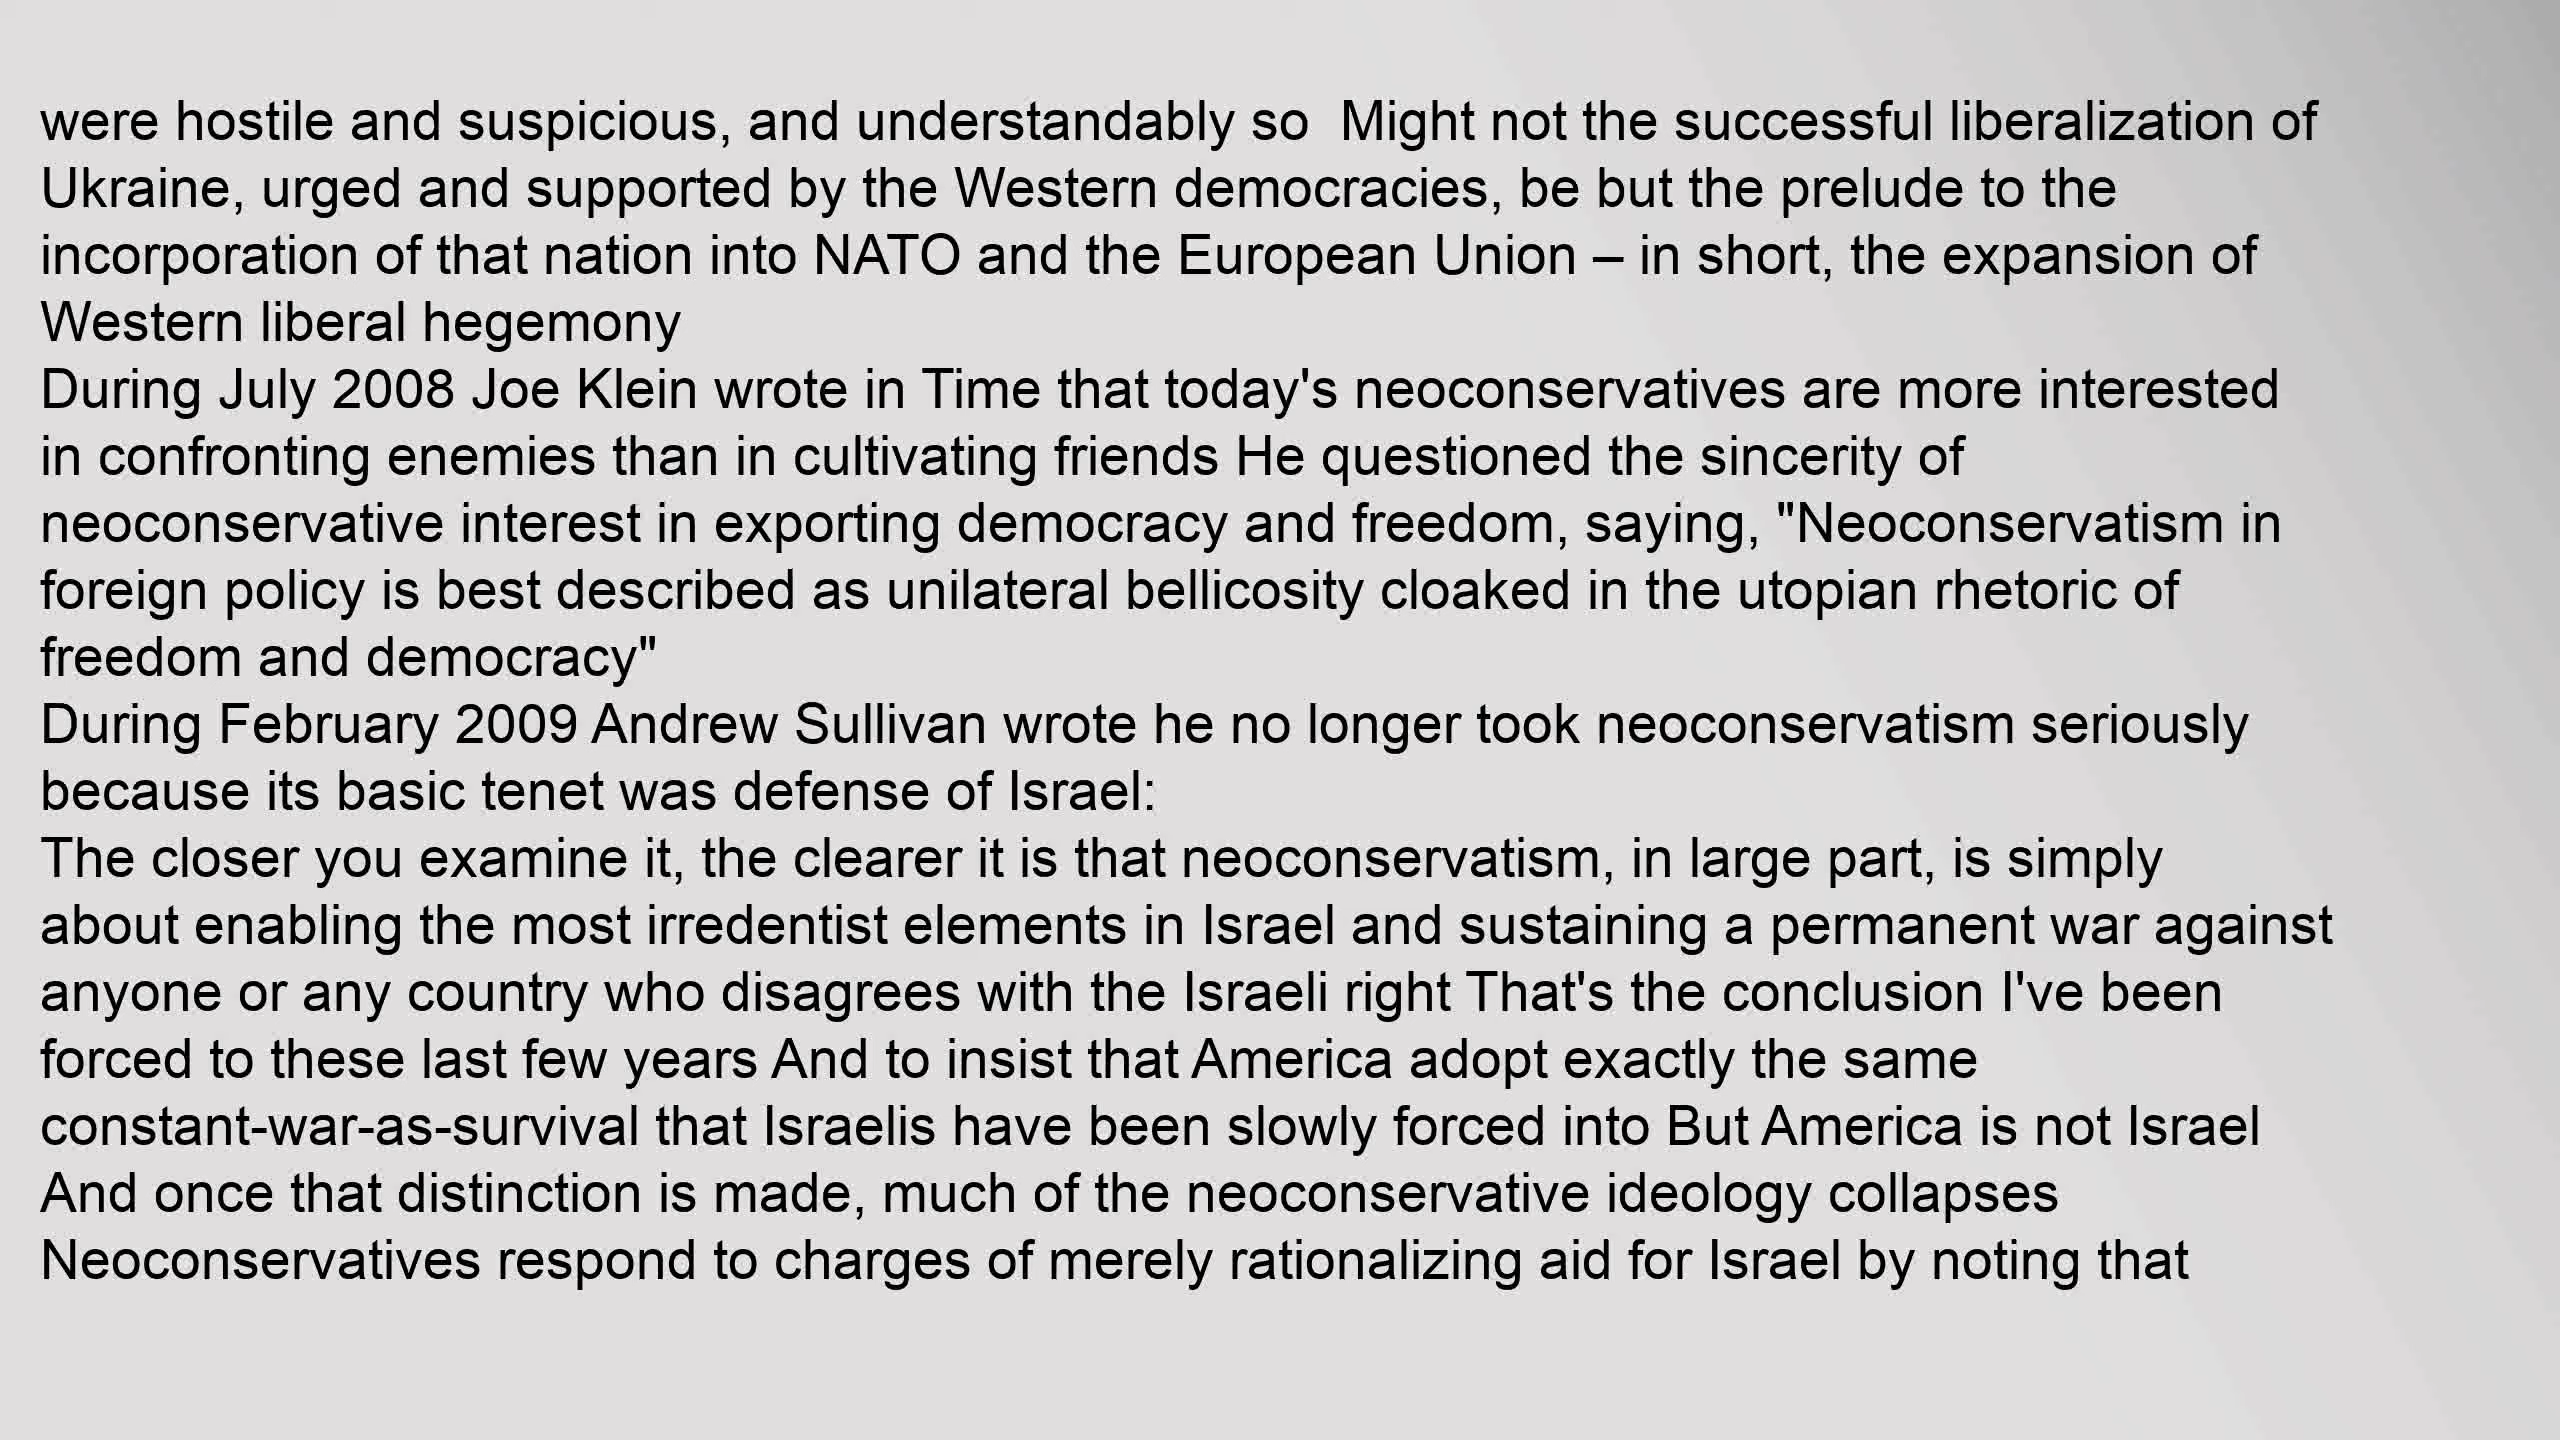 were hostile and suspicious, and understandably so  Might not the successful liberalization of
Ukraine, urged and supported by the Western democracies, be but the prelude to the
incorporation of that nation into NATO and the European Union – in short, the expansion of
Western liberal hegemony
During July 2008 Joe Klein wrote in Time that today's neoconservatives are more interested
in confronting enemies than in cultivating friends He questioned the sincerity of
neoconservative interest in exporting democracy and freedom, saying, "Neoconservatism in
foreign policy is best described as unilateral bellicosity cloaked in the utopian rhetoric of
freedom and democracy"
During February 2009 Andrew Sullivan wrote he no longer took neoconservatism seriously
because its basic tenet was defense of Israel:
The closer you examine it, the clearer it is that neoconservatism, in large part, is simply
about enabling the most irredentist elements in Israel and sustaining a permanent war against
anyone or any country who disagrees with the Israeli right That's the conclusion I've been
forced to these last few years And to insist that America adopt exactly the same
constant-war-as-survival that Israelis have been slowly forced into But America is not Israel
And once that distinction is made, much of the neoconservative ideology collapses
Neoconservatives respond to charges of merely rationalizing aid for Israel by noting that